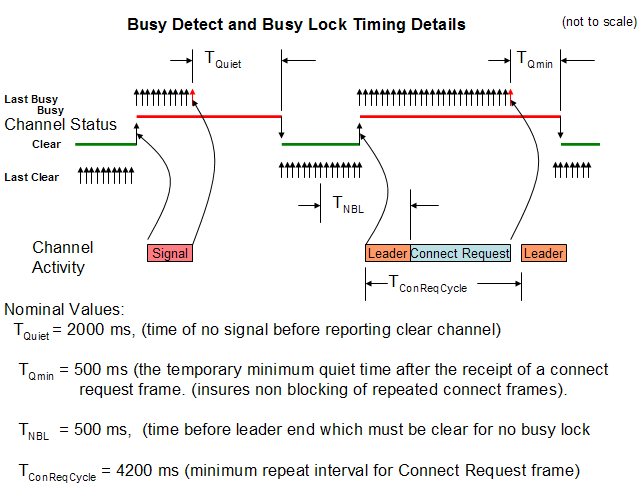 Busy Detect and Busy Lock Timing Details
(not to scale)
TQuiet
TQmin
Last Busy
Busy
Channel Status
Clear
Last Clear
TNBL
Channel
Activity
Signal
Leader
Connect Request
Leader
TConReqCycle
Nominal Values:
TQuiet = 2000 ms, (time of no signal before reporting clear channel)
TQmin = 500 ms (the temporary minimum quiet time after the receipt of a connect
request frame. (insures non blocking of repeated connect frames).
TNBL = 500 ms, (time before leader end which must be clear for no busy lock
TConReqCycle = 4200 ms (minimum repeat interval for Connect Request frame)